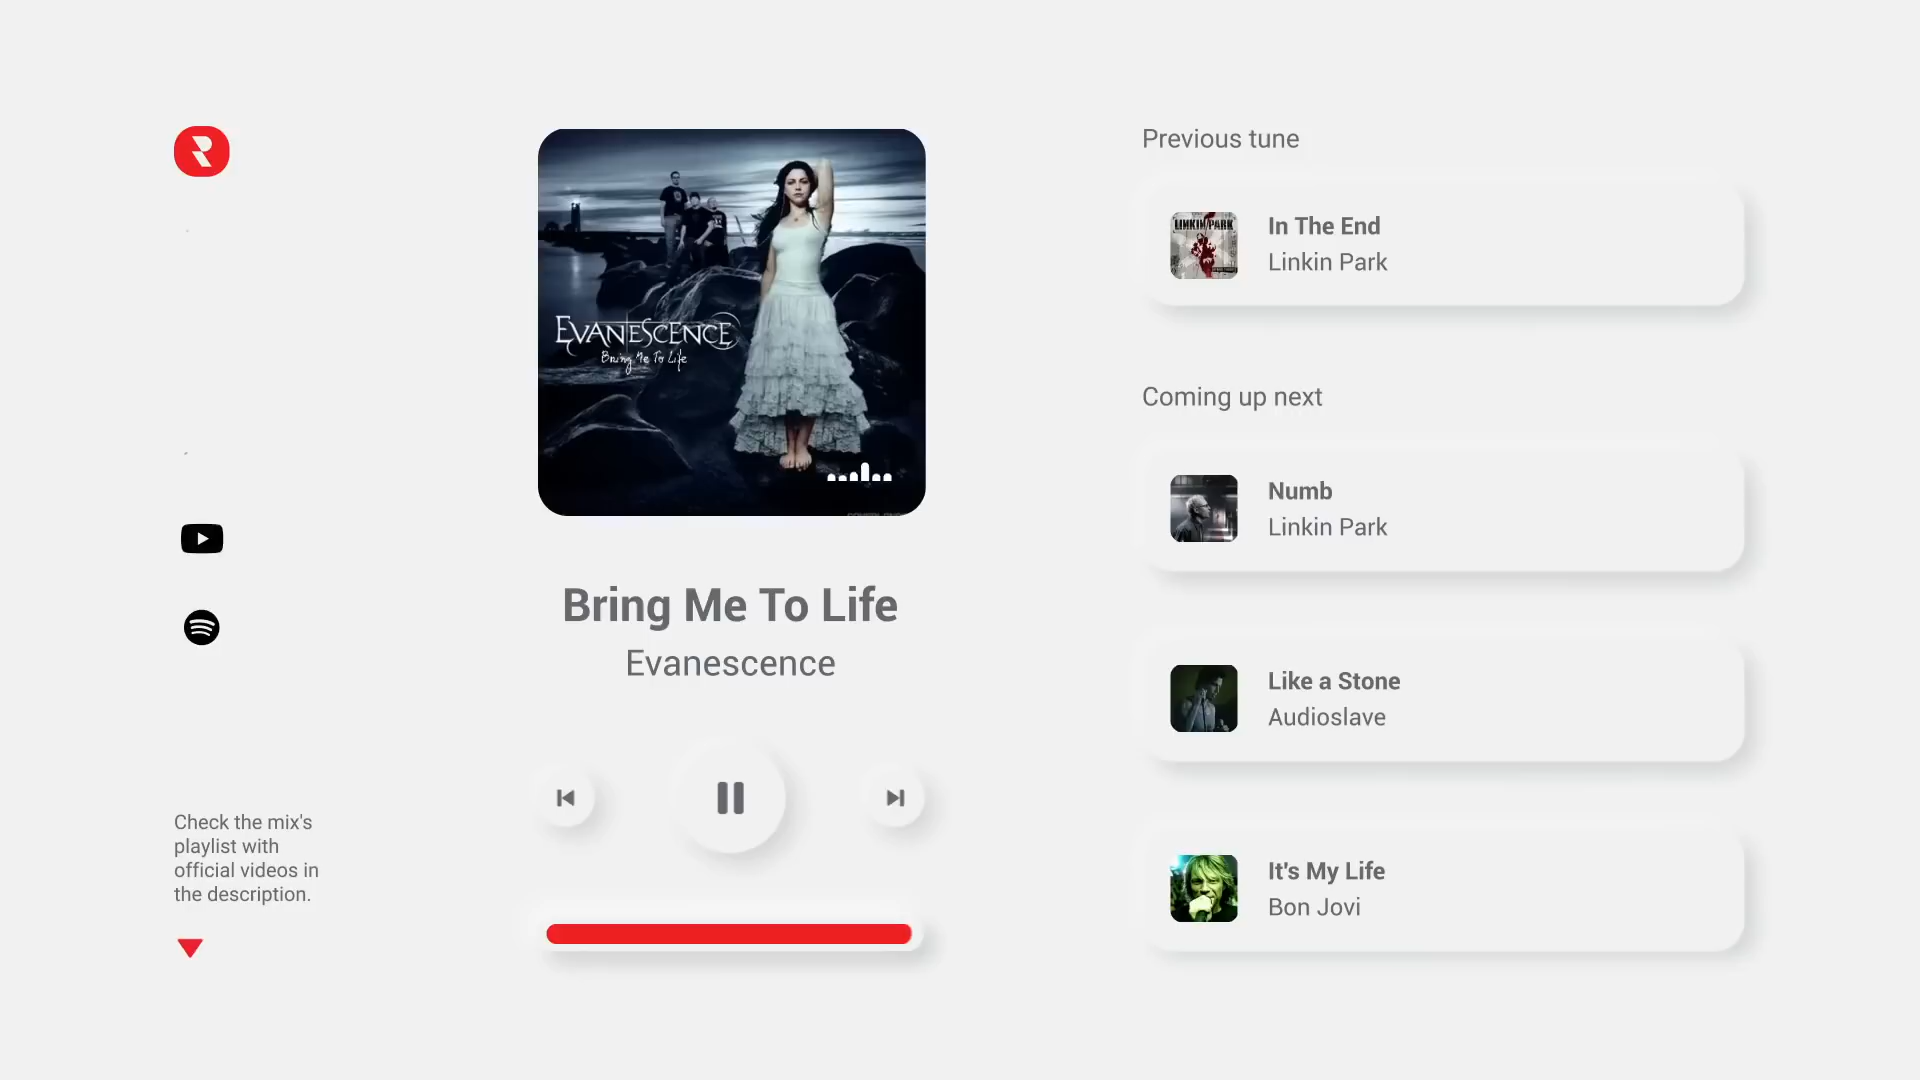 R
EVANESCENCE
Bring Me To Life
Bring Me To Life
Evanescence
Check the mix's
playlist with
official videos in
the description.
Previous tune
LINKIN PARK
In The End
Linkin Park
Coming up next
Numb
Linkin Park
Like a Stone
Audioslave
It's My Life
Bon Jovi